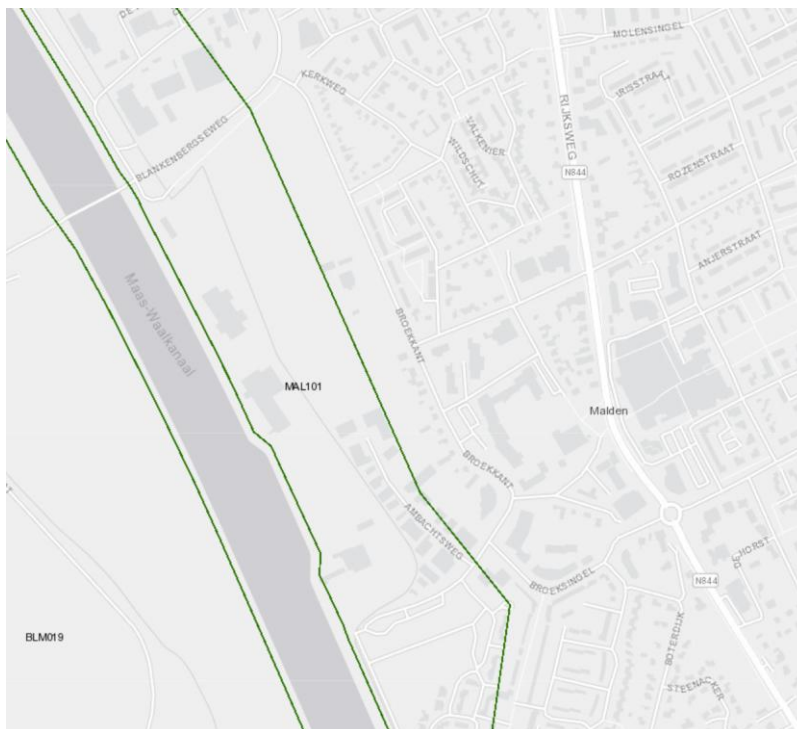 DE
MOLENSINGEL
KERKWEG
IRISSTRAAT
RIJKSWEG
VALKENIER
BLANKENBERGSEWEG
WILDSCHUT
ROZENSTRAAT
N844
ANJERSTRAAT
Maas-Waalkanaal
BROEKKANT
MAL101
Malden
BROEKKANT
AMBACHTSWEG
HORST
BROEKSINGEL
N844
BLM019
BOTERDIJK
STEENACKER